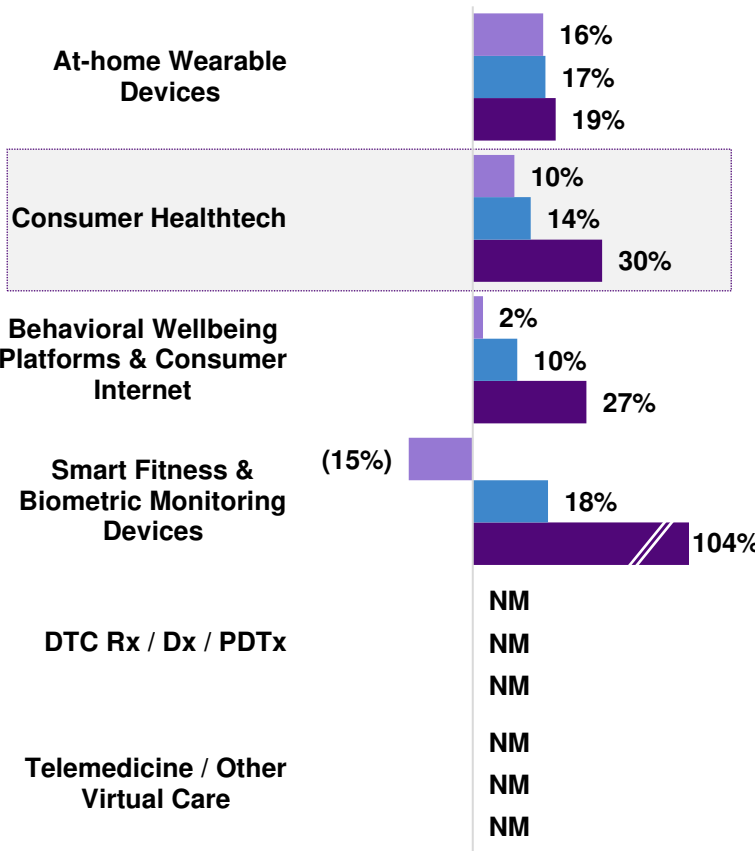 At-home Wearable
Devices
16%
17%
19%
Consumer Healthtech
10%
14%
30%
Behavioral Wellbeing
Platforms & Consumer
Internet
2%
10%
27%
Smart Fitness &
Biometric Monitoring
Devices
(15%)
18%
104%
DTC Rx / Dx / PDTx
NM
NM
NM
Telemedicine / Other
Virtual Care
NM
NM
NM